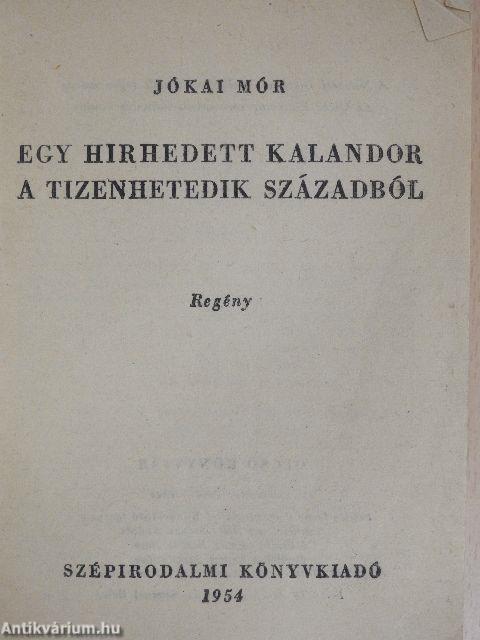 JÓKAI MÓR
EGY HIRHEDETT KALANDOR
A TIZENHETEDIK SZÁZADBÓL
Regény
SZÉPIRODALMI KÖNYVKIADÓ
1954
Antikvárium.hu